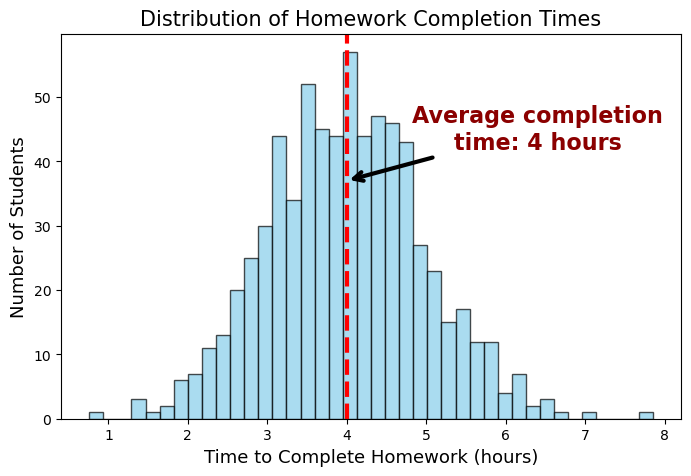 Distribution of Homework Completion Times
50
40
30
20
10
0
Number of Students
Average completion
time: 4 hours
1 2 3 4 5 6 7 8
Time to Complete Homework (hours)